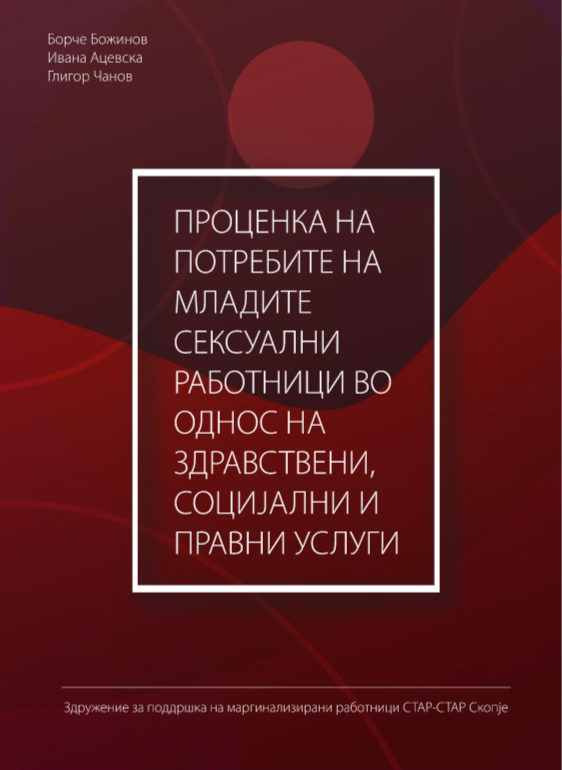 Борче Божинов
Ивана Ацевска
Глигор Чанов
ПРОЦЕНКА НА
ПОТРЕБИТЕ НА
МЛАДИТЕ
СЕКСУАЛНИ
РАБОТНИЦИ ВО
ОДНОС НА
ЗДРАВСТВЕНИ,
СОЦИЈАЛНИ И
ПРАВНИ УСЛУГИ
Здружение за поддршка на маргинализирани работници СТАР-СТАР Скопје